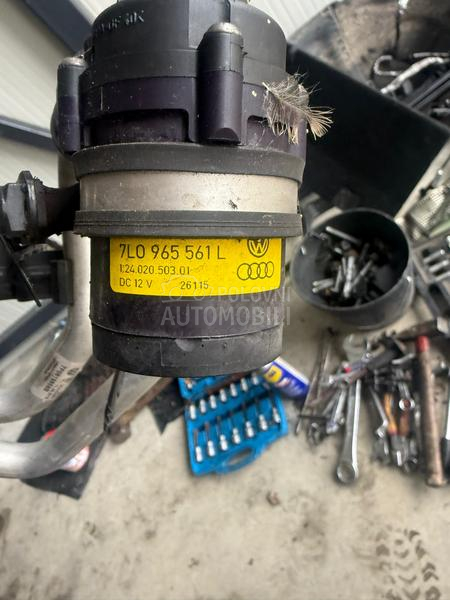 7L0 965 561 L
1.24.020.503.01
DC 12 V 26115
POLOVNI
AUTOMOBILI